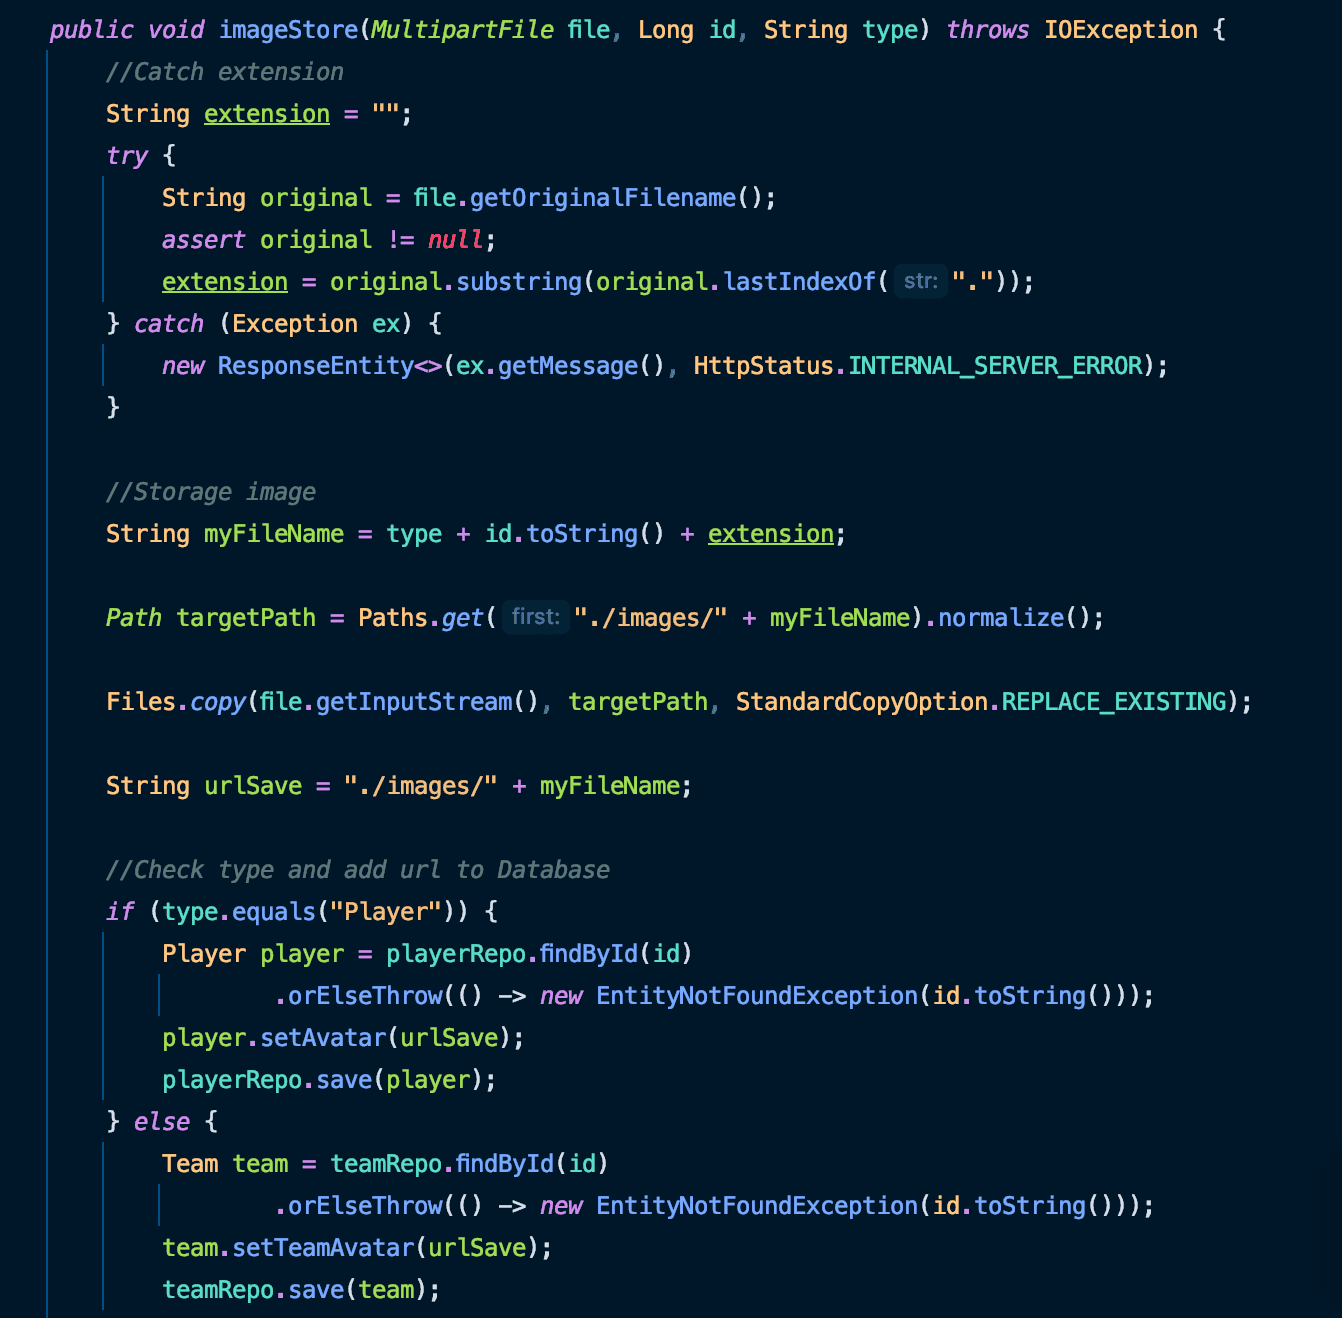 public void imageStore(MultipartFile file, Long id, String type) throws IOException {
//Catch extension
String extension = "";
try {
String original = file.getOriginalFilename();
assert original != null;
extension = original.substring(original.lastIndexOf( str: "."));
} catch (Exception ex) {
new ResponseEntity<>(ex.getMessage(), HttpStatus.INTERNAL_SERVER_ERROR);
}
//Storage image
String myFileName = type + id.toString() + extension;
Path targetPath = Paths.get( first: "./images/" + myFileName).normalize();
Files.copy(file.getInputStream(), targetPath, StandardCopyOption.REPLACE_EXISTING);
String urlSave = "./images/" + myFileName;
//Check type and add url to Database
if (type.equals("Player")) {
Player player = playerRepo.findById(id)
.orElseThrow(() -> new EntityNotFoundException(id.toString()));
player.setAvatar(urlSave);
playerRepo.save(player);
} else {
Team team = teamRepo.findById(id)
.orElseThrow(() -> new EntityNotFoundException(id.toString()));
team.setTeamAvatar(urlSave);
teamRepo.save(team);